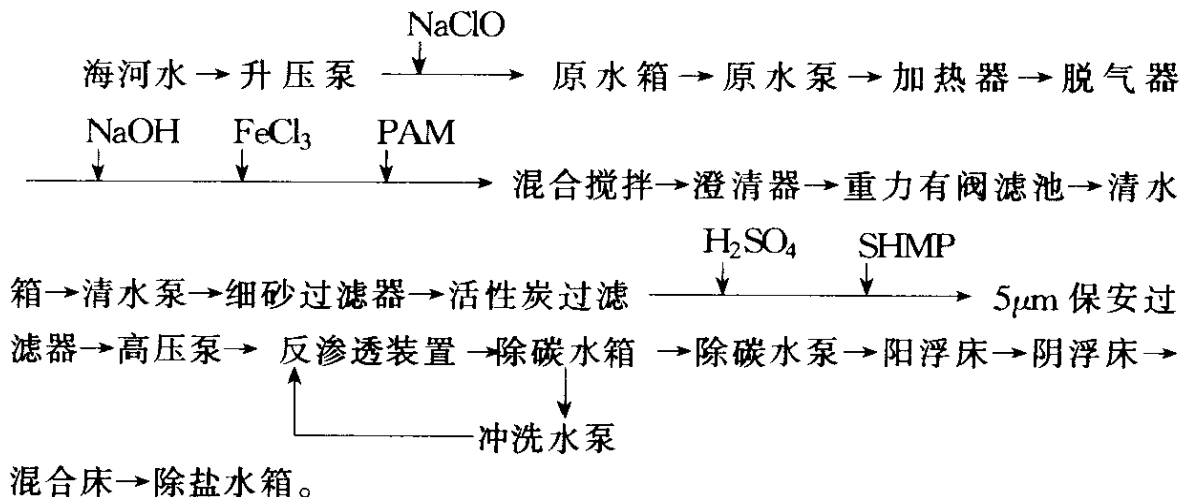 NaClO
海河水→升压泵→原水箱→原水泵→加热器→脱气器
NaOH FeCl₃ PAM
→混合搅拌→澄清器→重力有阀滤池→清水
H₂SO₄ SHMP
箱→清水泵→细砂过滤器→活性炭过滤→5μm保安过
滤器→高压泵→反渗透装置→除碳水箱→除碳水泵→阳浮床→阴浮床→
冲洗水泵
混合床→除盐水箱。